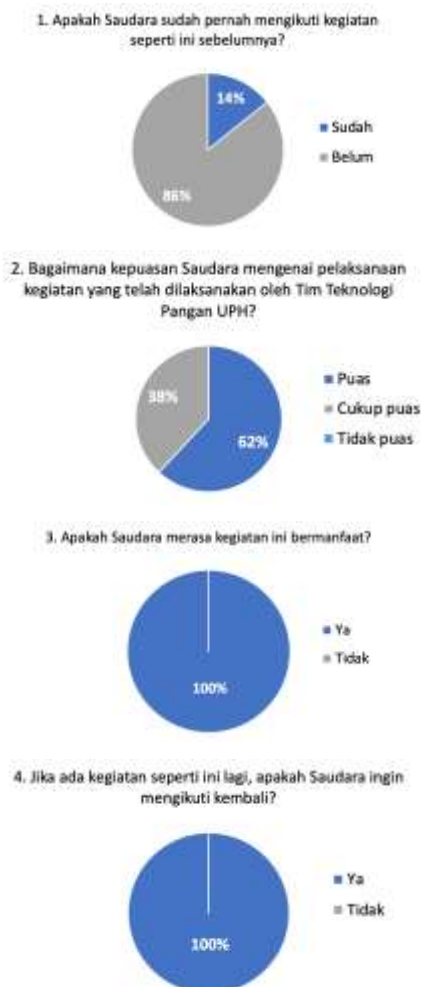 1. Apakah Saudara sudah pernah mengikuti kegiatan
seperti ini sebelumnya?
14%
Sudah
Belum
86%
2. Bagaimana kepuasan Saudara mengenai pelaksanaan
kegiatan yang telah dilaksanakan oleh Tim Teknologi
Pangan UPH?
38%
Puas
Cukup puas
Tidak puas
62%
3. Apakah Saudara merasa kegiatan ini bermanfaat?
Ya
Tidak
100%
4. Jika ada kegiatan seperti ini lagi, apakah Saudara ingin
mengikuti kembali?
Ya
Tidak
100%